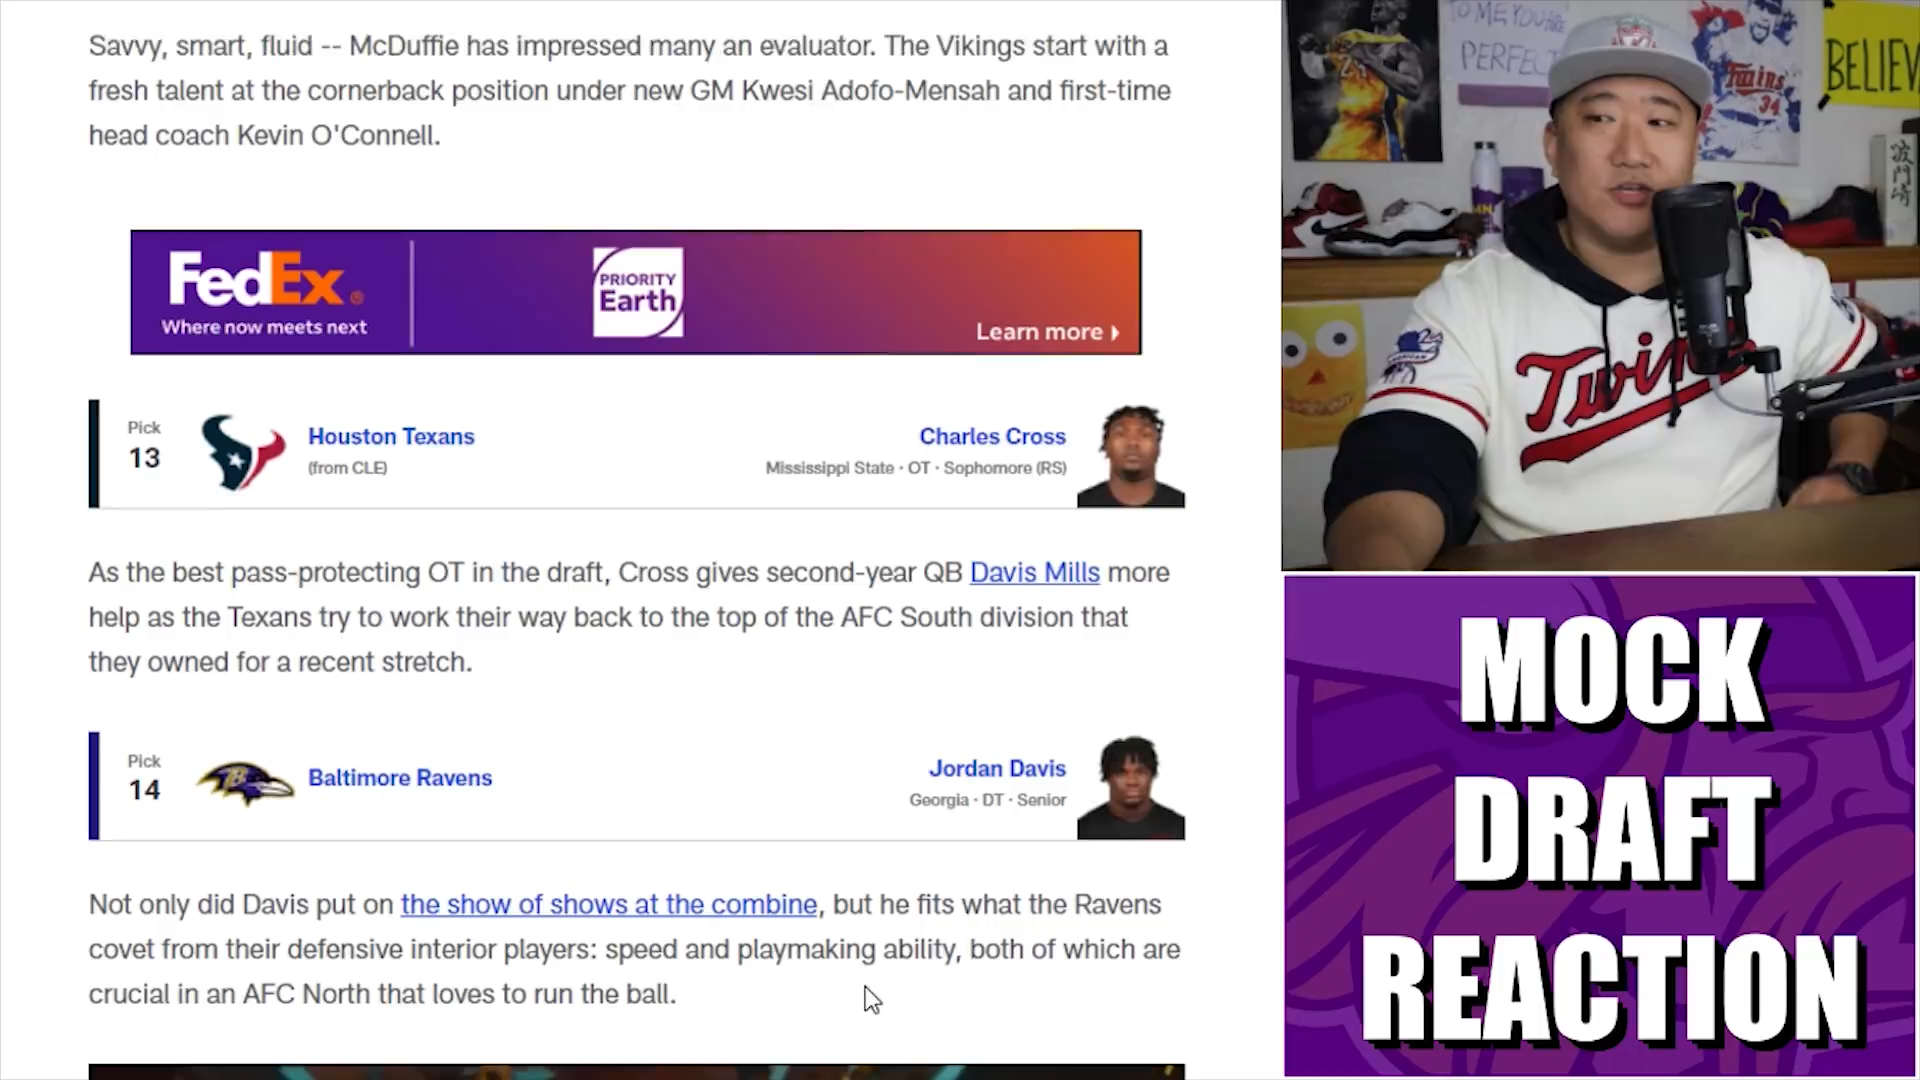 Savvy, smart, fluid -- McDuffie has impressed many an evaluator. The Vikings start with a
fresh talent at the cornerback position under new GM Kwesi Adofo-Mensah and first-time
head coach Kevin O'Connell.
FedEx®
Where now meets next
PRIORITY
Earth
Learn more
Pick
13
Houston Texans
(from CLE)
Charles Cross
Mississippi State · OT · Sophomore (RS)
As the best pass-protecting OT in the draft, Cross gives second-year QB Davis Mills more
help as the Texans try to work their way back to the top of the AFC South division that
they owned for a recent stretch.
Pick
14
Baltimore Ravens
Jordan Davis
Georgia · DT · Senior
Not only did Davis put on the show of shows at the combine, but he fits what the Ravens
covet from their defensive interior players: speed and playmaking ability, both of which are
crucial in an AFC North that loves to run the ball.
TO ME YOU ARE
PERFECT
Twins
34
BELIEVE
Twins
MOCK
DRAFT
REACTION